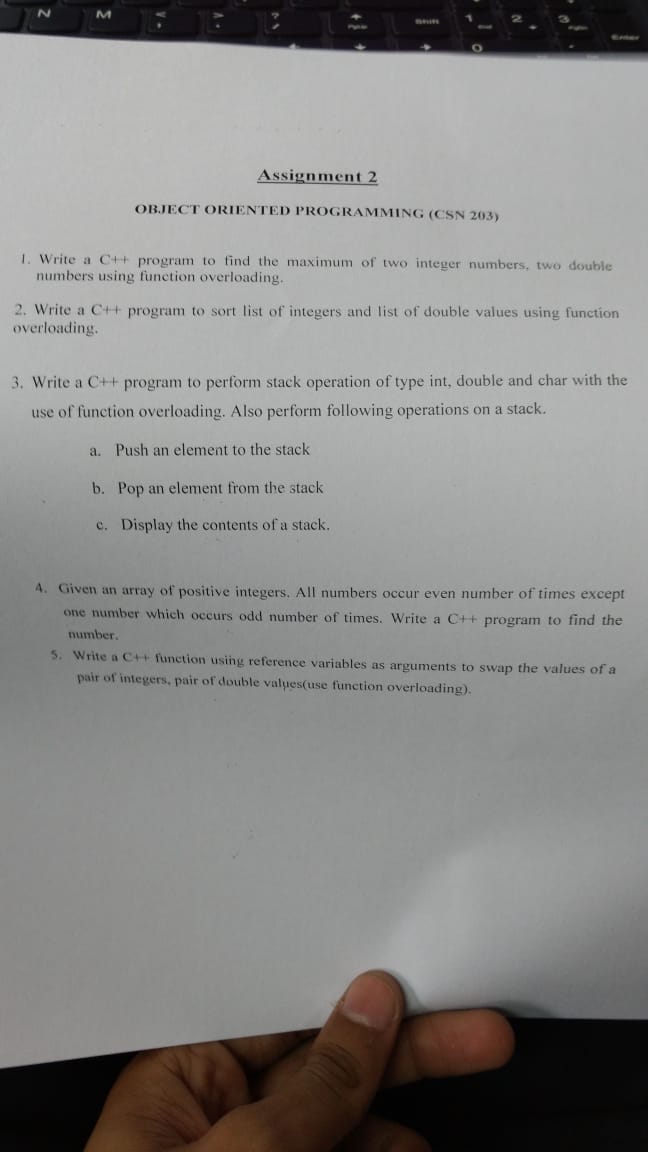 Assignment 2
OBJECT ORIENTED PROGRAMMING (CSN 203)
1. Write a C++ program to find the maximum of two integer numbers, two double
numbers using function overloading.
2. Write a C++ program to sort list of integers and list of double values using function
overloading.
3. Write a C++ program to perform stack operation of type int, double and char with the
use of function overloading. Also perform following operations on a stack.
a. Push an element to the stack
b. Pop an element from the stack
c. Display the contents of a stack.
4. Given an array of positive integers. All numbers occur even number of times except
one number which occurs odd number of times. Write a C++ program to find the
number.
5. Write a C++ function using reference variables as arguments to swap the values of a
pair of integers, pair of double values(use function overloading).
N M < , > . ? / Shift 1 End 2 3 Enter
0